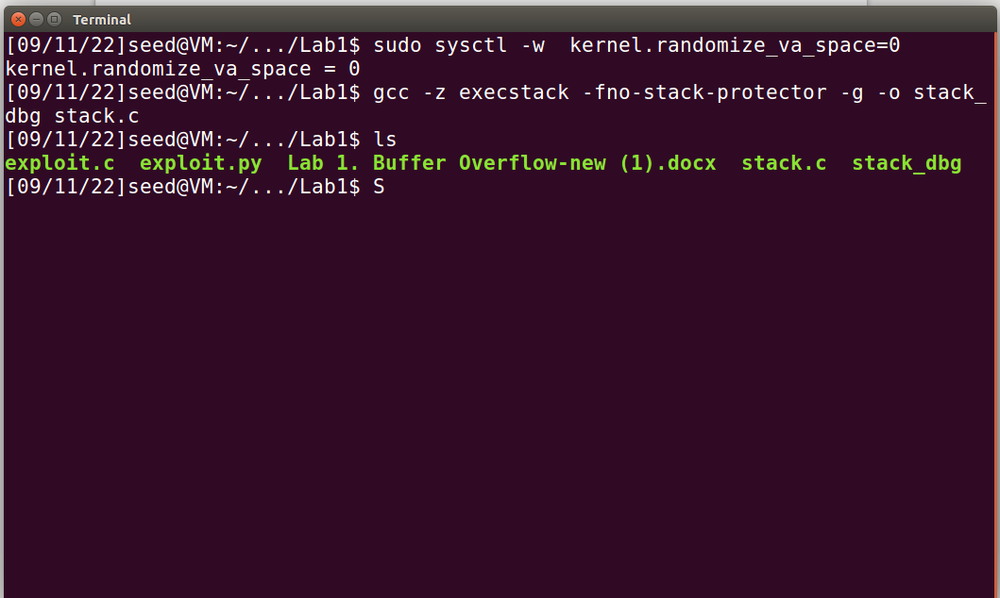 Terminal
[09/11/22]seed@VM:~/.../Lab1$ sudo sysctl -w  kernel.randomize_va_space=0
kernel.randomize_va_space = 0
[09/11/22]seed@VM:~/.../Lab1$ gcc -z execstack -fno-stack-protector -g -o stack_
dbg stack.c
[09/11/22]seed@VM:~/.../Lab1$ ls
exploit.c  exploit.py  Lab 1. Buffer Overflow-new (1).docx  stack.c  stack_dbg
[09/11/22]seed@VM:~/.../Lab1$ S